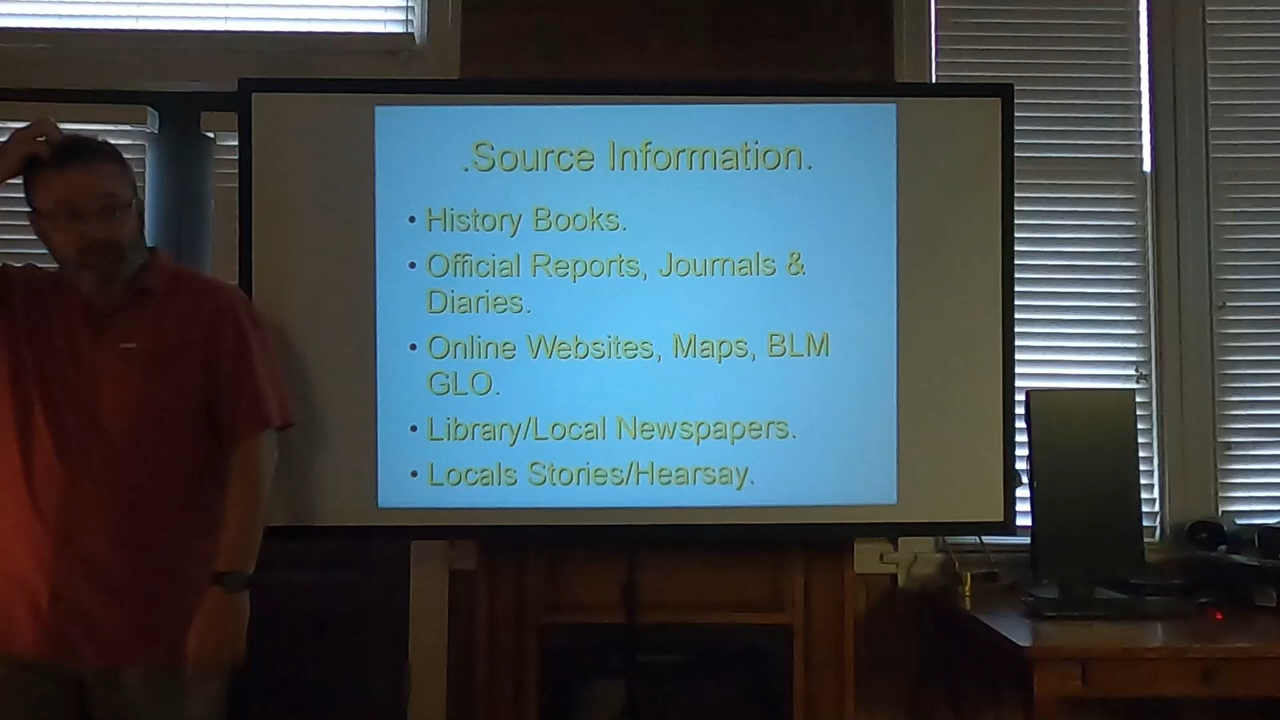 .Source Information.
• History Books.
• Official Reports, Journals &
Diaries.
• Online Websites, Maps, BLM
GLO.
• Library/Local Newspapers.
• Locals Stories/Hearsay.